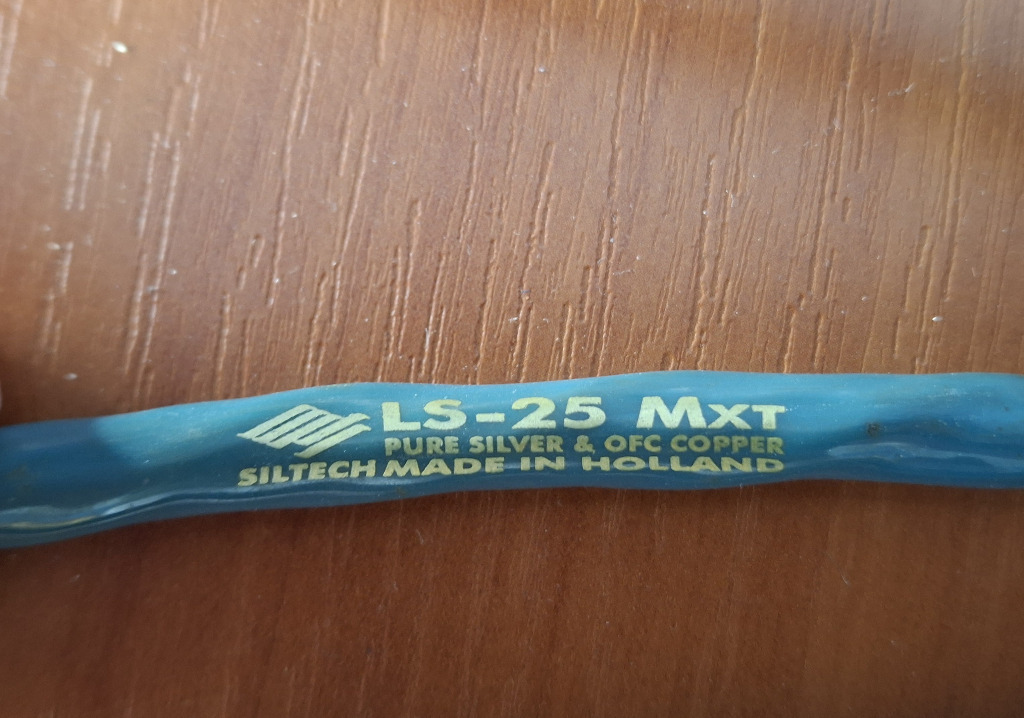 LS-25 MXT
PURE SILVER & OFC COPPER
SILTECH MADE IN HOLLAND